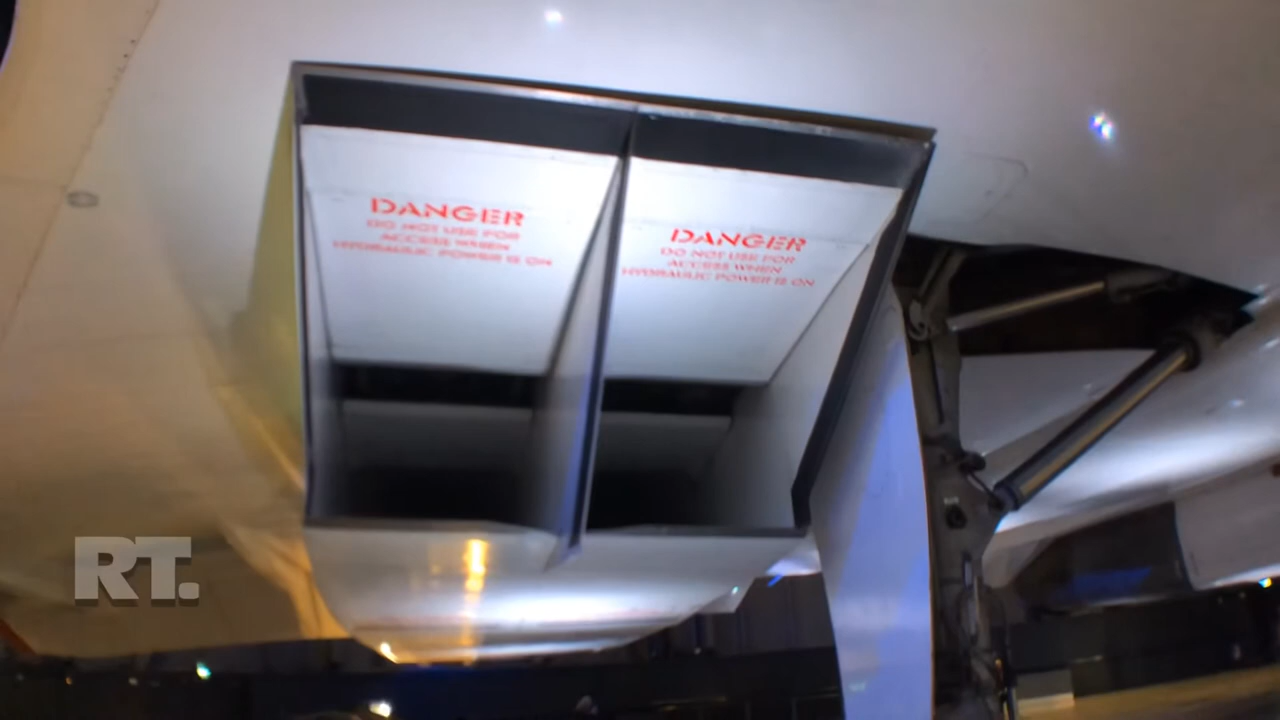 DANGER
DO NOT USE FOR
ACCESS WHEN
HYDRAULIC POWER IS ON
DANGER
DO NOT USE FOR
ACCESS WHEN
HYDRAULIC POWER IS ON
RT.